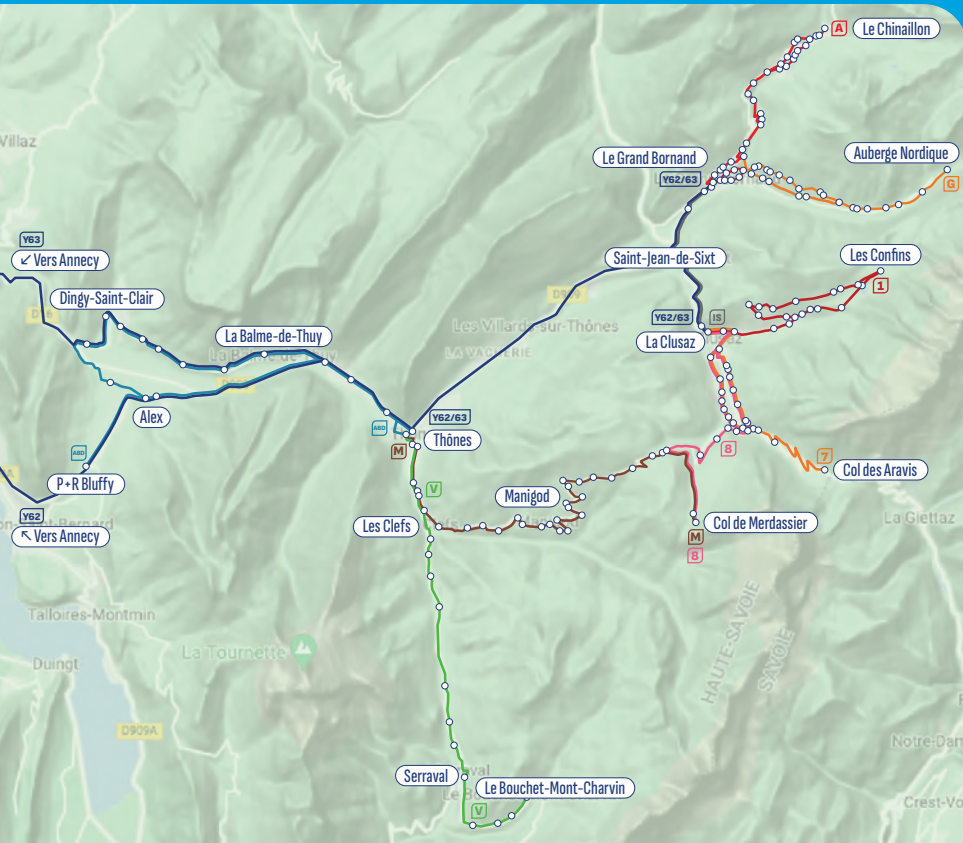 A
Le Chinaillon
Villaz
Le Grand Bornand
Auberge Nordique
Y62/63
G
Y63
↙ Vers Annecy
Saint-Jean-de-Sixt
Les Confins
1
D16
Dingy-Saint-Clair
D909
Y62/63
IS
Les Villards-sur-Thônes
La Balme-de-Thuy
La Clusaz
LA VACHERIE
Alex
Y62/63
ABD
Thônes
M
ABD
8
7
Col des Aravis
P+R Bluffy
V
Manigod
Y62
Les Clefs
Col de Merdassier
La Giettaz
↖ Vers Annecy
M
8
Talloires-Montmin
HAUTE-SAVOIE
SAVOIE
La Tournette
Duingt
D909A
Notre-Dam
Serraval
Le Bouchet-Mont-Charvin
V
Crest-Vo